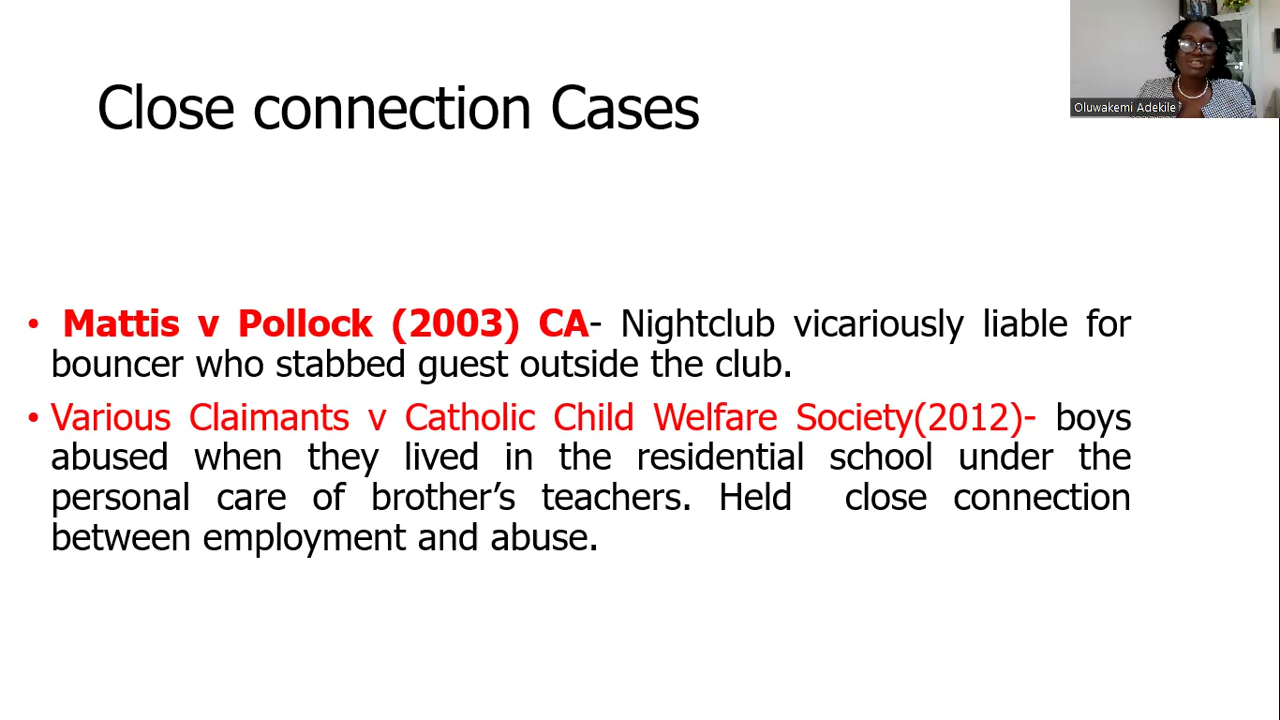 Close connection Cases
Oluwakemi Adekile
• Mattis v Pollock (2003) CA- Nightclub vicariously liable for
bouncer who stabbed guest outside the club.
• Various Claimants v Catholic Child Welfare Society(2012)- boys
abused when they lived in the residential school under the
personal care of brother’s teachers. Held close connection
between employment and abuse.